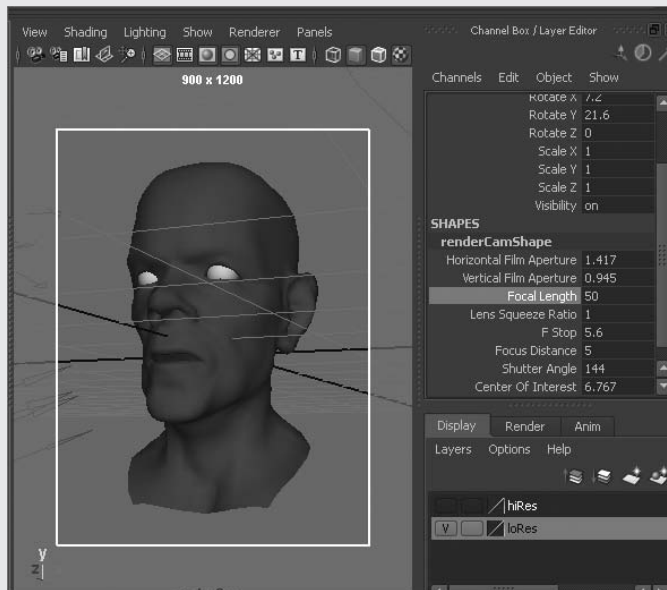 View Shading Lighting Show Renderer Panels
900 x 1200
y
z
Channel Box / Layer Editor
Channels Edit Object Show
Rotate X 7.2
Rotate Y 21.6
Rotate Z 0
Scale X 1
Scale Y 1
Scale Z 1
Visibility on
SHAPES
renderCamShape
Horizontal Film Aperture 1.417
Vertical Film Aperture 0.945
Focal Length 50
Lens Squeeze Ratio 1
F Stop 5.6
Focus Distance 5
Shutter Angle 144
Center Of Interest 6.767
Display Render Anim
Layers Options Help
hiRes
V loRes